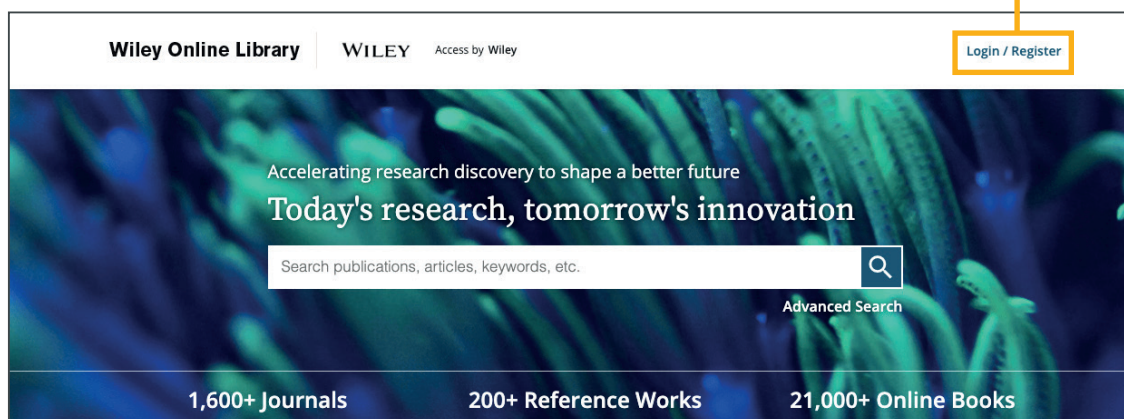 Wiley Online Library WILEY Access by Wiley Login / Register
Accelerating research discovery to shape a better future
Today's research, tomorrow's innovation
Search publications, articles, keywords, etc.
Advanced Search
1,600+ Journals 200+ Reference Works 21,000+ Online Books